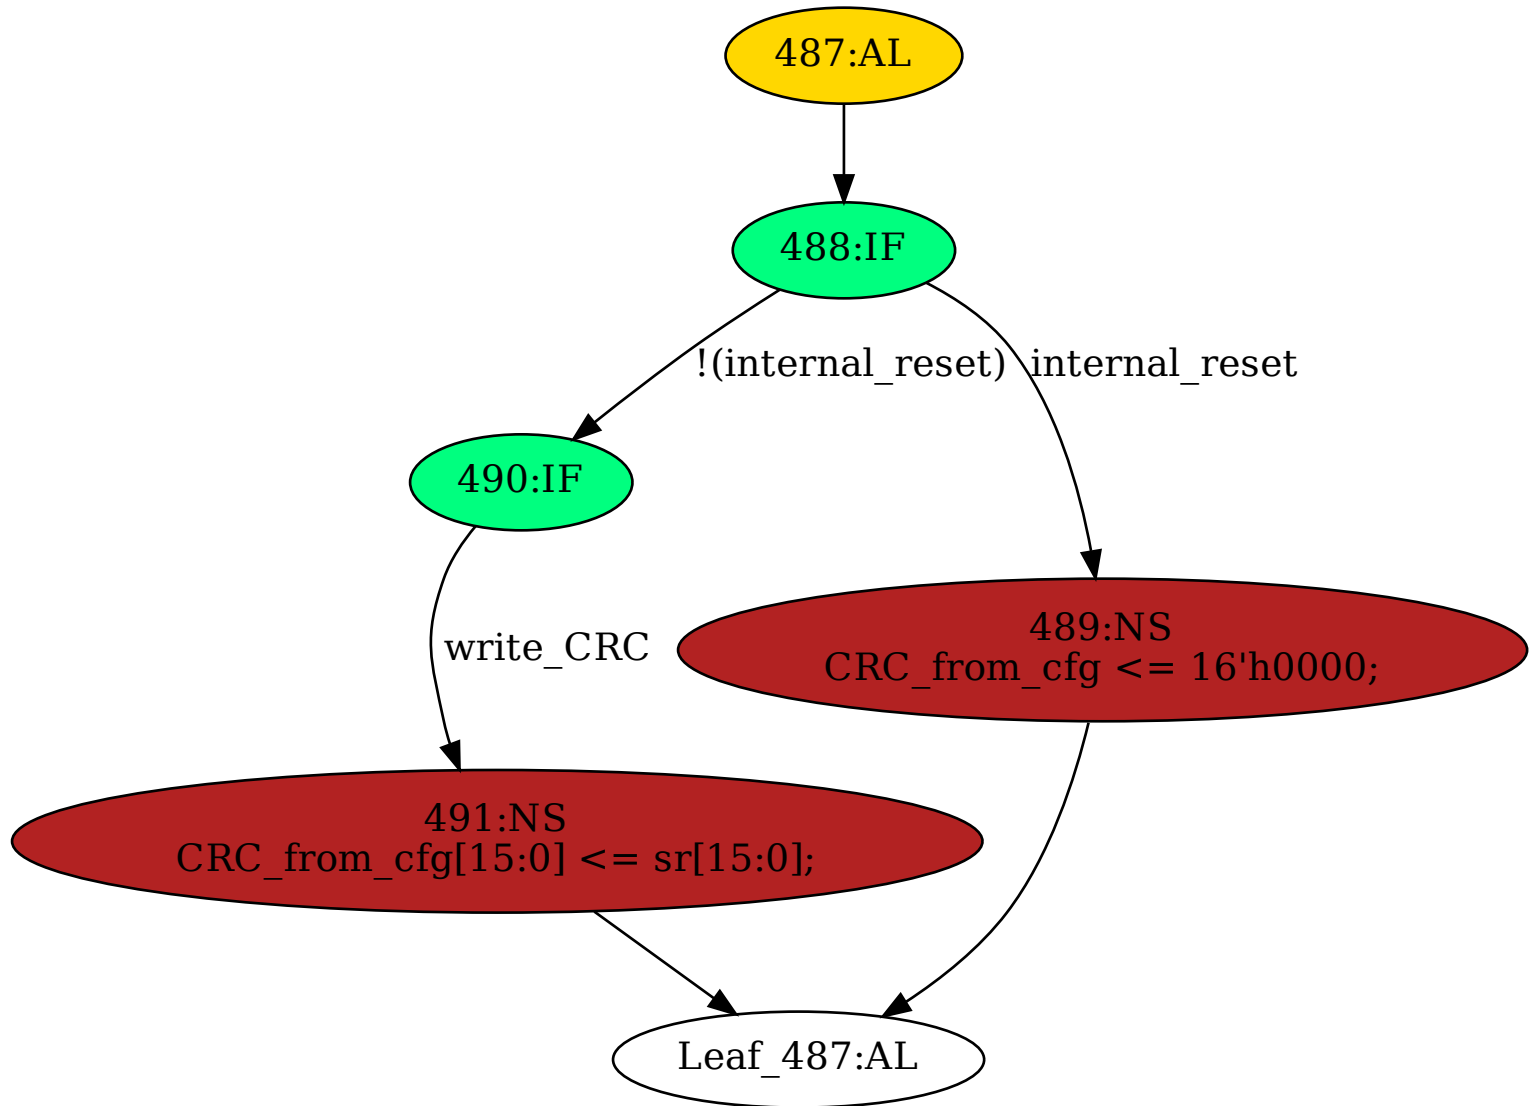 487:AL
488:IF
!(internal_reset)
internal_reset
490:IF
489:NS
CRC_from_cfg <= 16'h0000;
write_CRC
491:NS
CRC_from_cfg[15:0] <= sr[15:0];
Leaf_487:AL